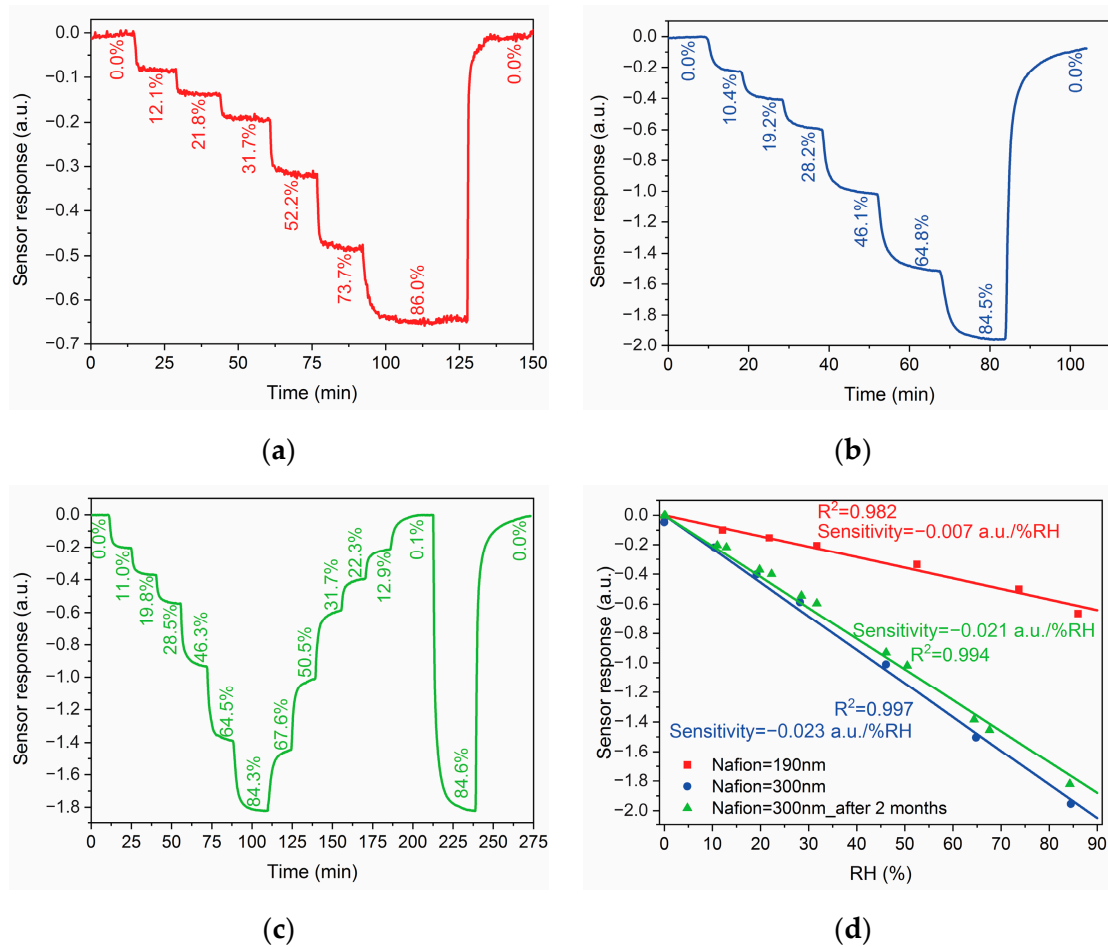 0.0
−0.1
−0.2
−0.3
−0.4
−0.5
−0.6
−0.7
Sensor response (a.u.)
0.0%
12.1%
21.8%
31.7%
52.2%
73.7%
86.0%
0.0%
0 25 50 75 100 125 150
Time (min)
(a)
0.0
−0.2
−0.4
−0.6
−0.8
−1.0
−1.2
−1.4
−1.6
−1.8
−2.0
Sensor response (a.u.)
0.0%
10.4%
19.2%
28.2%
46.1%
64.8%
84.5%
0.0%
0 20 40 60 80 100
Time (min)
(b)
0.0
−0.2
−0.4
−0.6
−0.8
−1.0
−1.2
−1.4
−1.6
−1.8
Sensor response (a.u.)
0.0%
11.0%
19.8%
28.5%
46.3%
64.5%
84.3%
67.6%
50.5%
31.7%
22.3%
12.9%
0.1%
84.6%
0.0%
0 25 50 75 100 125 150 175 200 225 250 275
Time (min)
(c)
0.0
−0.2
−0.4
−0.6
−0.8
−1.0
−1.2
−1.4
−1.6
−1.8
−2.0
Sensor response (a.u.)
R²=0.982
Sensitivity=−0.007 a.u./%RH
Sensitivity=−0.021 a.u./%RH
R²=0.994
R²=0.997
Sensitivity=−0.023 a.u./%RH
Nafion=190nm
Nafion=300nm
Nafion=300nm_after 2 months
0 10 20 30 40 50 60 70 80 90
RH (%)
(d)